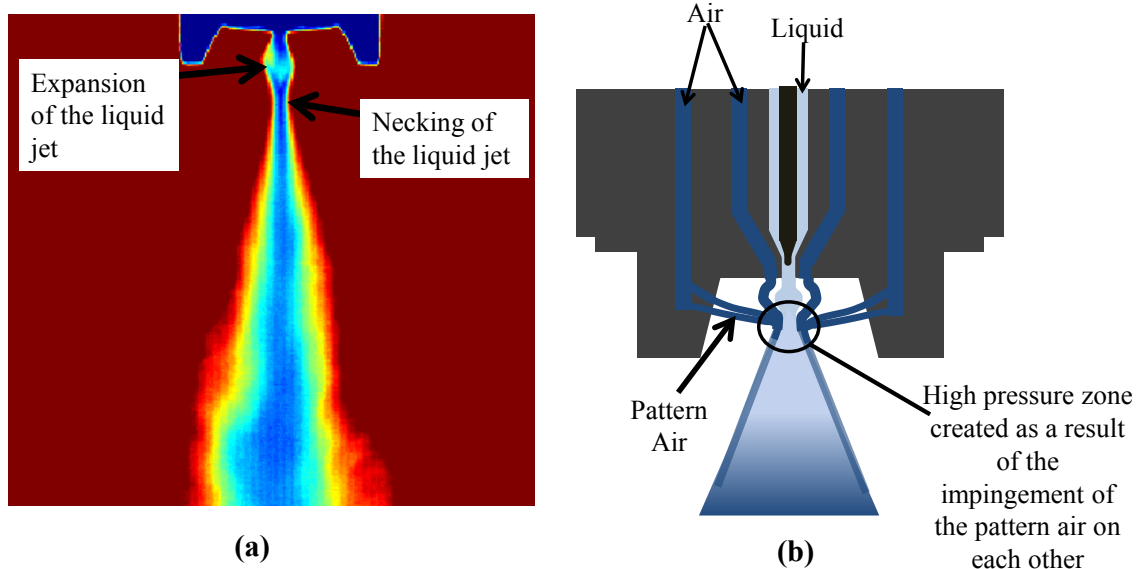 Expansion
of the liquid
jet
Necking of
the liquid jet
(a)
Air
Liquid
Pattern
Air
High pressure zone
created as a result
of the
impingement of
the pattern air on
each other
(b)